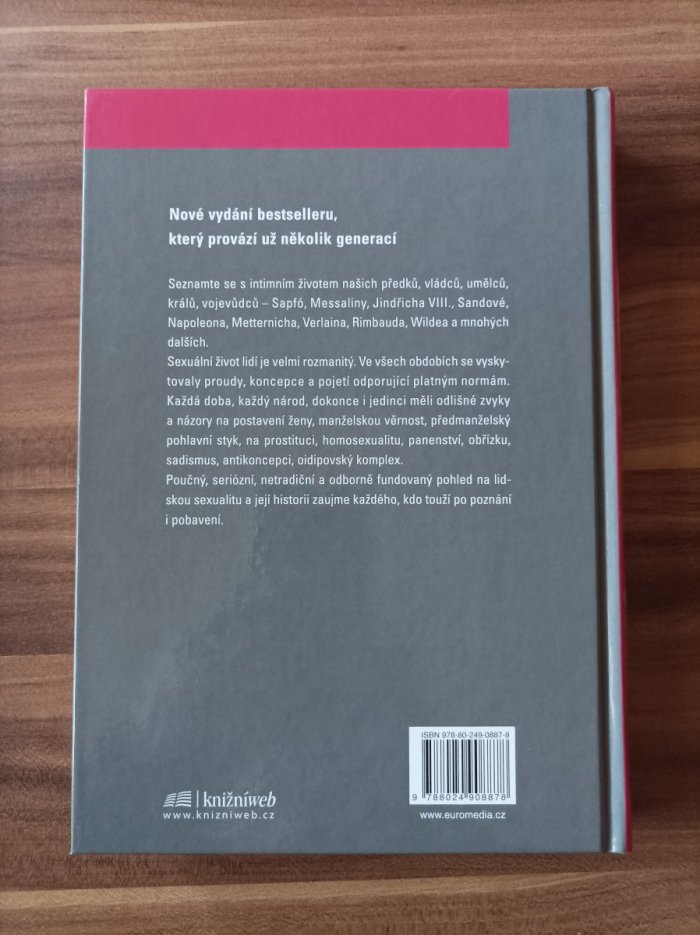 Nové vydání bestselleru,
který provází už několik generací
Seznamte se s intimním životem našich předků, vládců, umělců,
králů, vojevůdců – Sapfó, Messaliny, Jindřicha VIII., Sandové,
Napoleona, Metternicha, Verlaina, Rimbauda, Wildea a mnohých
dalších.
Sexuální život lidí je velmi rozmanitý. Ve všech obdobích se vysky-
tovaly proudy, koncepce a pojetí odporující platným normám.
Každá doba, každý národ, dokonce i jedinci měli odlišné zvyky
a názory na postavení ženy, manželskou věrnost, předmanželský
pohlavní styk, na prostituci, homosexualitu, panenství, obřízku,
sadismus, antikoncepci, oidipovský komplex.
Poučný, seriózní, netradiční a odborně fundovaný pohled na lid-
skou sexualitu a její historii zaujme každého, kdo touží po poznání
i pobavení.
ISBN 978-80-249-0887-8
9 788024 908878
knižníweb
www.knizniweb.cz
www.euromedia.cz